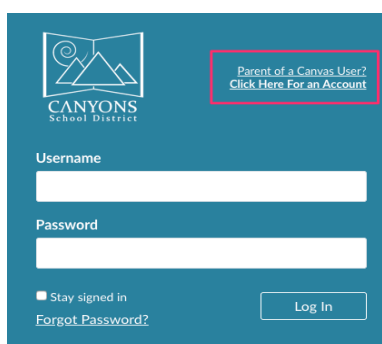 CANYONS
School District
Parent of a Canvas User?
Click Here For an Account
Username
Password
Stay signed in
Forgot Password?
Log In